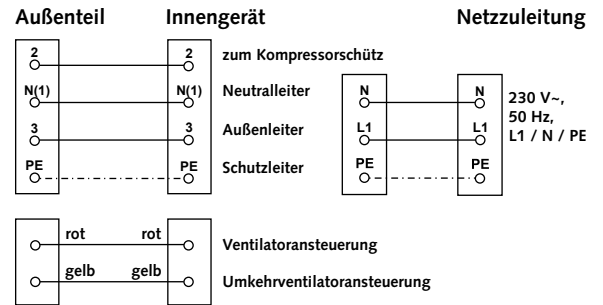 Außenteil Innengerät Netzzuleitung
2 2 zum Kompressorschütz
N(1) N(1) Neutralleiter N N
3 3 Außenleiter L1 L1
PE PE Schutzleiter PE PE
230 V~,
50 Hz,
L1 / N / PE
rot rot Ventilatoransteuerung
gelb gelb Umkehrventilatoransteuerung